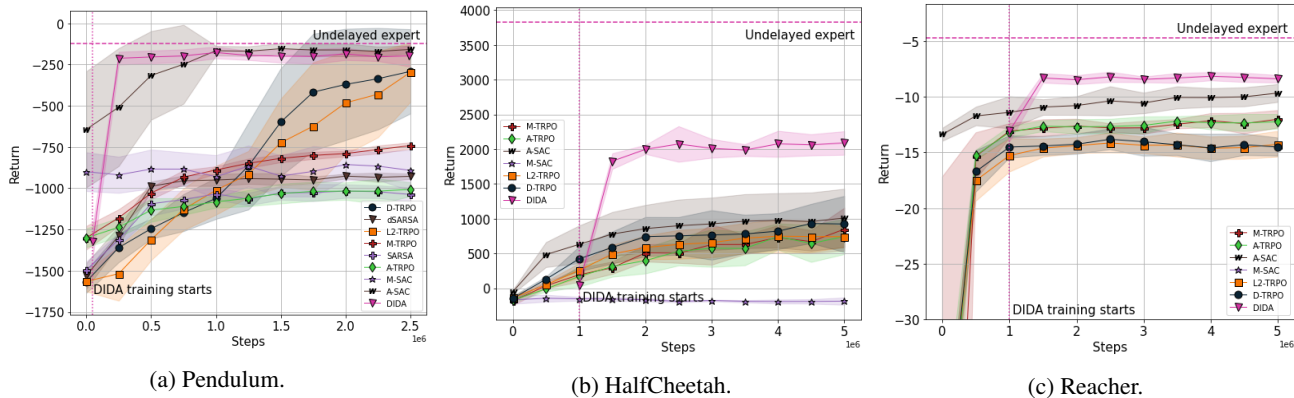 0
−250
−500
−750
−1000
−1250
−1500
−1750
Return
Undelayed expert
DIDA training starts
D-TRPO
dSARSA
L2-TRPO
M-TRPO
SARSA
A-TRPO
M-SAC
A-SAC
DIDA
0.0 0.5 1.0 1.5 2.0 2.5
1e6
Steps
(a) Pendulum.
4000
3500
3000
2500
2000
1500
1000
500
0
Return
Undelayed expert
M-TRPO
A-TRPO
A-SAC
M-SAC
L2-TRPO
D-TRPO
DIDA
DIDA training starts
0 1 2 3 4 5
1e6
Steps
(b) HalfCheetah.
−5
−10
−15
−20
−25
−30
Return
Undelayed expert
M-TRPO
A-TRPO
A-SAC
M-SAC
L2-TRPO
D-TRPO
DIDA
DIDA training starts
0 1 2 3 4 5
1e6
Steps
(c) Reacher.